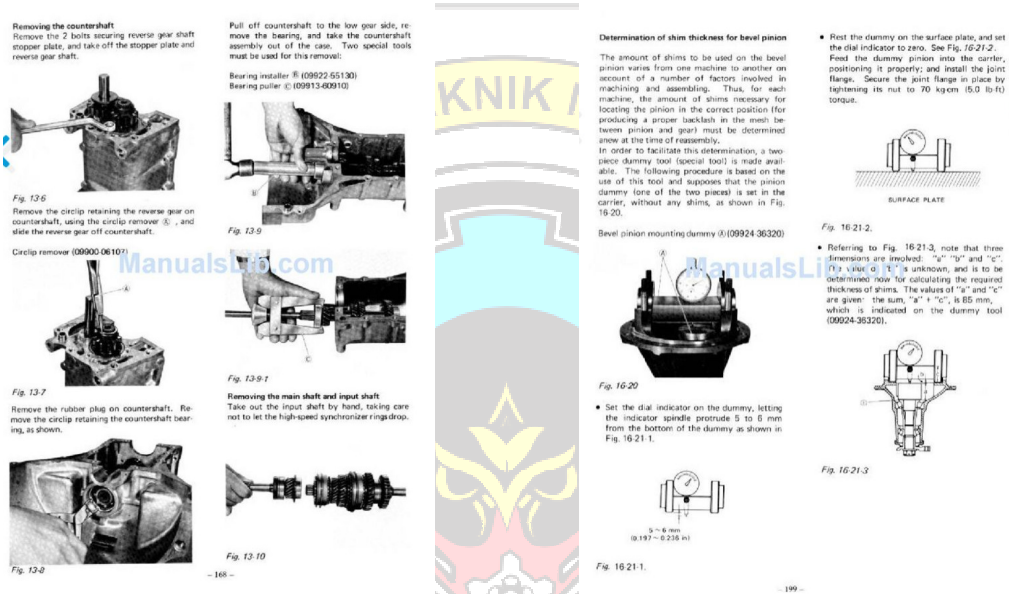 Removing the countershaft
Remove the 2 bolts securing reverse gear shaft
stopper plate, and take off the stopper plate and
reverse gear shaft.
Fig. 13-6
Remove the circlip retaining the reverse gear on
countershaft, using the circlip remover Ⓐ , and
slide the reverse gear off countershaft.
Circlip remover (09900-06107)
A
Fig. 13-7
Remove the rubber plug on countershaft. Re-
move the circlip retaining the countershaft bear-
ing, as shown.
Fig. 13-8
Pull off countershaft to the low gear side, re-
move the bearing, and take the countershaft
assembly out of the case. Two special tools
must be used for this removal:
Bearing installer Ⓑ (09922-55130)
Bearing puller Ⓒ (09913-60910)
B
Fig. 13-9
ManualsLib.com
C
Fig. 13-9-1
Removing the main shaft and input shaft
Take out the input shaft by hand, taking care
not to let the high-speed synchronizer rings drop.
Fig. 13-10
– 168 –
EKNIK
Determination of shim thickness for bevel pinion
The amount of shims to be used on the bevel
pinion varies from one machine to another on
account of a number of factors involved in
machining and assembling. Thus, for each
machine, the amount of shims necessary for
locating the pinion in the correct position (for
producing a proper backlash in the mesh be-
tween pinion and gear) must be determined
anew at the time of reassembly.
In order to facilitate this determination, a two-
piece dummy tool (special tool) is made avail-
able. The following procedure is based on the
use of this tool and supposes that the pinion
dummy (one of the two pieces) is set in the
carrier, without any shims, as shown in Fig.
16-20.
Bevel pinion mounting dummy Ⓐ (09924-36320)
A
Fig. 16-20
• Set the dial indicator on the dummy, letting
the indicator spindle protrude 5 to 6 mm
from the bottom of the dummy as shown in
Fig. 16-21-1.
5 ~ 6 mm
(0.197 ~ 0.236 in)
Fig. 16-21-1.
• Rest the dummy on the surface plate, and set
the dial indicator to zero. See Fig. 16-21-2.
Feed the dummy pinion into the carrier,
positioning it properly; and install the joint
flange. Secure the joint flange in place by
tightening its nut to 70 kg-cm (5.0 lb-ft)
torque.
SURFACE PLATE
Fig. 16-21-2.
• Referring to Fig. 16-21-3, note that three
dimensions are involved: "a" "b" and "c".
is unknown, and is to be
determined now for calculating the required
thickness of shims. The values of "a" and "c"
are given: the sum, "a" + "c", is 85 mm,
which is indicated on the dummy tool
(09924-36320).
ManualsLib.com
Fig. 16-21-3
– 199 –